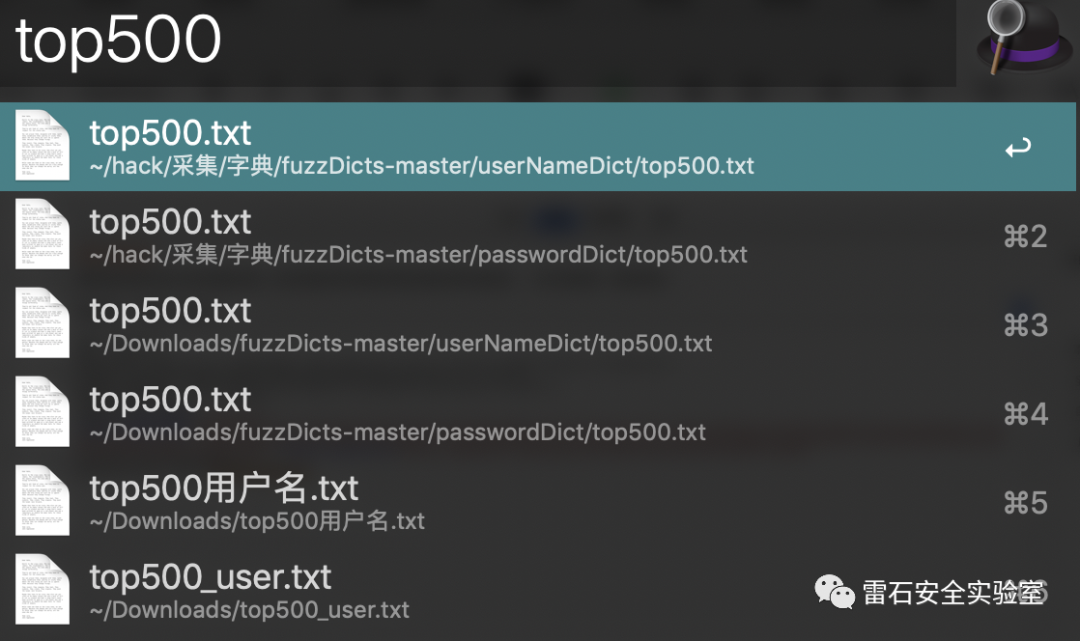 top500
top500.txt
~/hack/采集/字典/fuzzDicts-master/userNameDict/top500.txt
top500.txt
~/hack/采集/字典/fuzzDicts-master/passwordDict/top500.txt
⌘2
top500.txt
~/Downloads/fuzzDicts-master/userNameDict/top500.txt
⌘3
top500.txt
~/Downloads/fuzzDicts-master/passwordDict/top500.txt
⌘4
top500用户名.txt
~/Downloads/top500用户名.txt
⌘5
top500_user.txt
~/Downloads/top500_user.txt
雷石安全实验室